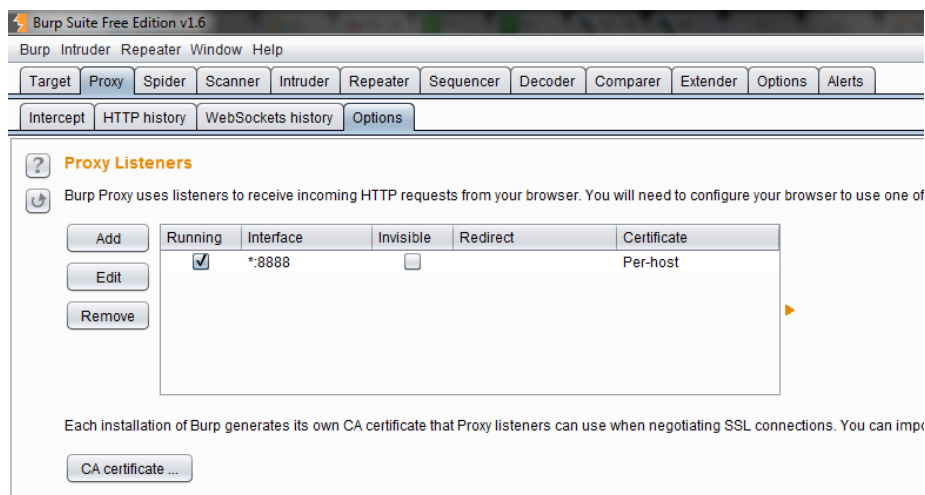 Burp Suite Free Edition v1.6
Burp Intruder Repeater Window Help
Target Proxy Spider Scanner Intruder Repeater Sequencer Decoder Comparer Extender Options Alerts
Intercept HTTP history WebSockets history Options
? Proxy Listeners
Burp Proxy uses listeners to receive incoming HTTP requests from your browser. You will need to configure your browser to use one of
Add Running Interface Invisible Redirect Certificate
*:8888 Per-host
Edit
Remove
Each installation of Burp generates its own CA certificate that Proxy listeners can use when negotiating SSL connections. You can impo
CA certificate ...